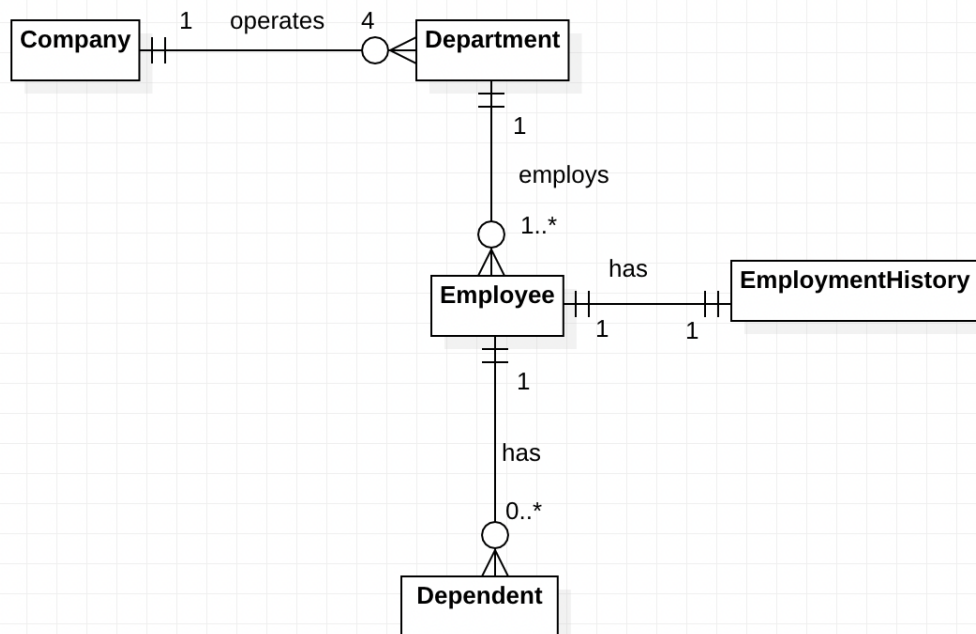 1 operates 4
Company
Department
1
employs
1..*
has
Employee
EmploymentHistory
1 1
1
has
0..*
Dependent